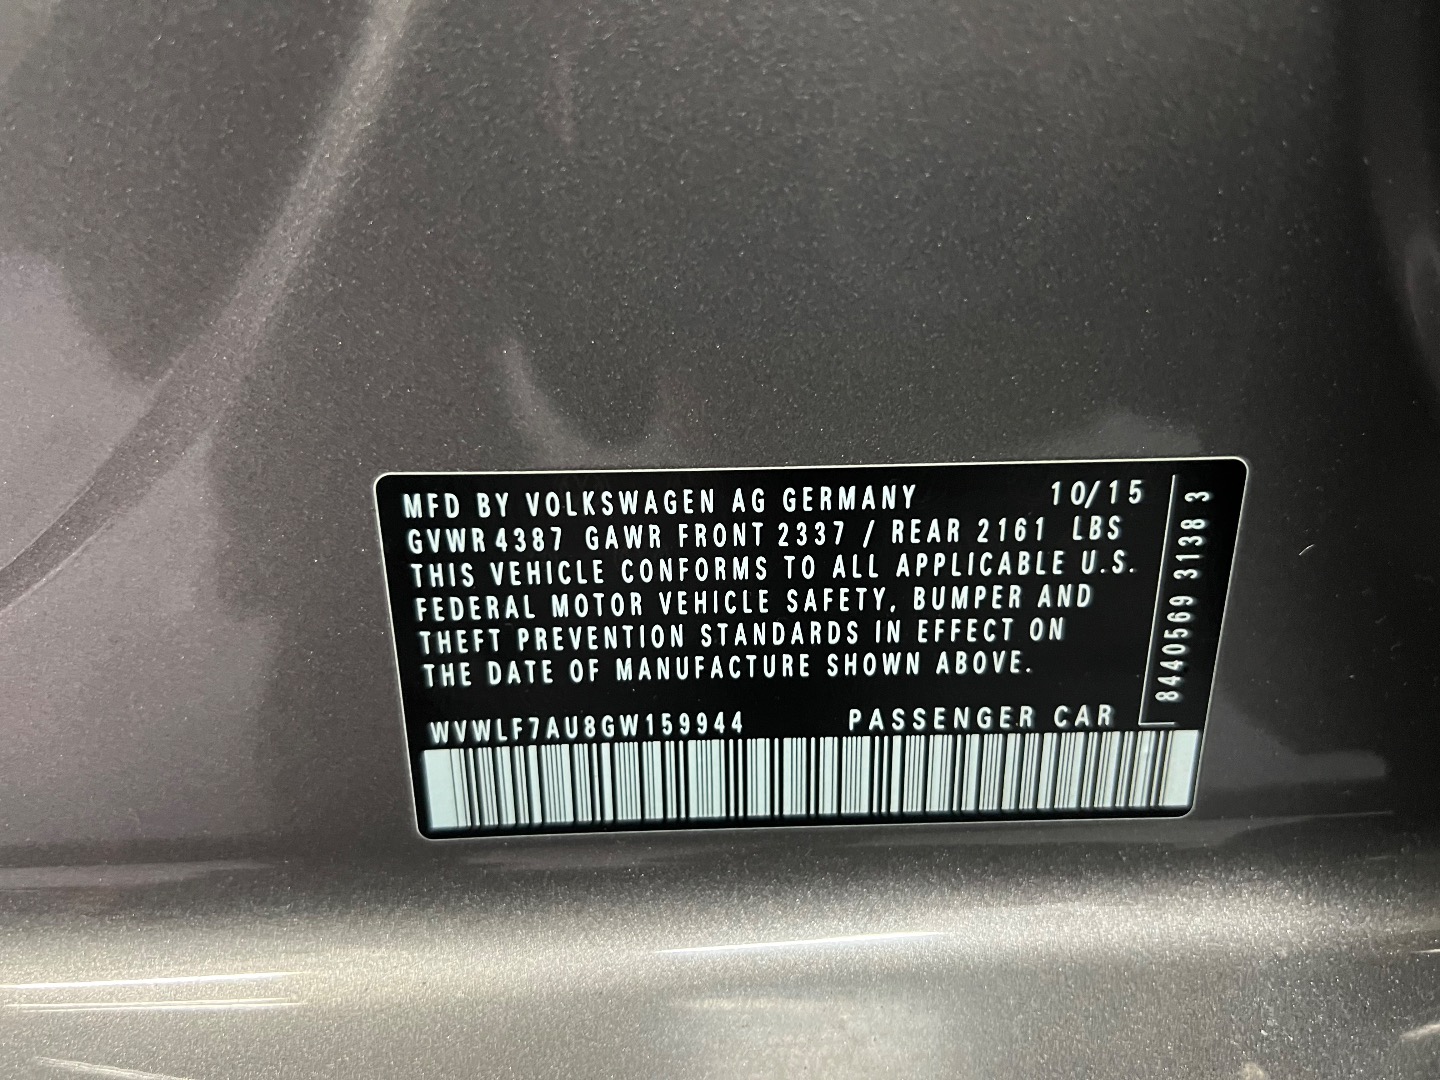 MFD BY VOLKSWAGEN AG GERMANY 10/15
GVWR 4387 GAWR FRONT 2337 / REAR 2161 LBS
THIS VEHICLE CONFORMS TO ALL APPLICABLE U.S.
FEDERAL MOTOR VEHICLE SAFETY, BUMPER AND
THEFT PREVENTION STANDARDS IN EFFECT ON
THE DATE OF MANUFACTURE SHOWN ABOVE.
WVWLF7AU8GW159944 PASSENGER CAR
8440569 3138 3